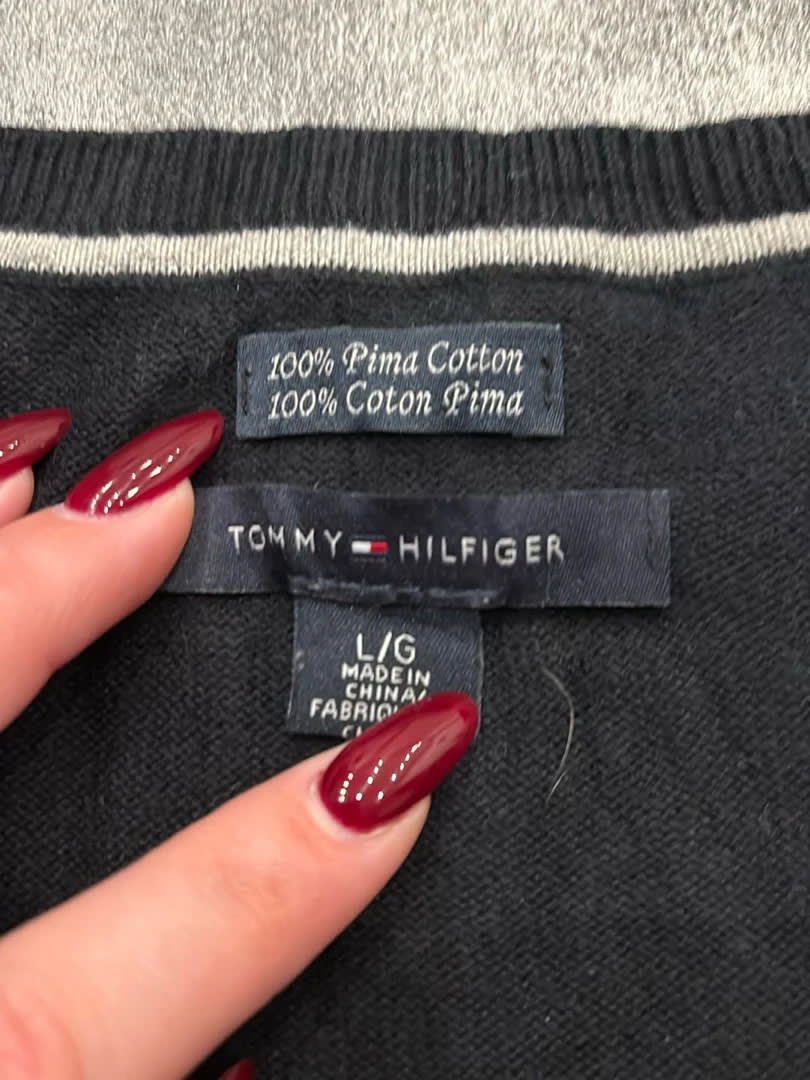 100% Pima Cotton
100% Coton Pima
TOMMY HILFIGER
L/G
MADE IN
CHINA/